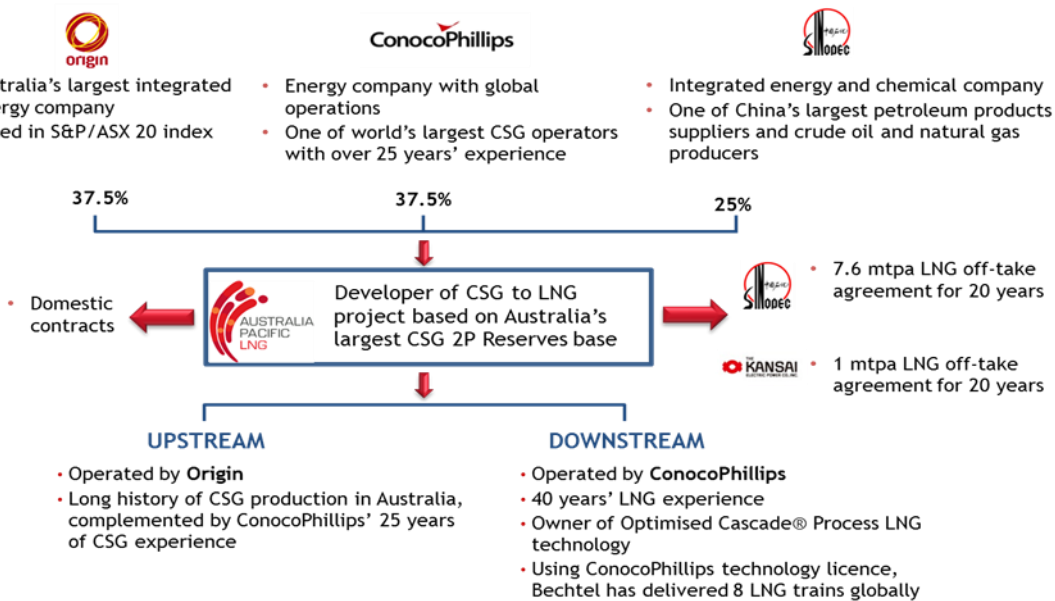 origin
ConocoPhillips
SINOPEC
tralia's largest integrated
ergy company
ed in S&P/ASX 20 index
• Energy company with global
operations
• One of world's largest CSG operators
with over 25 years' experience
• Integrated energy and chemical company
• One of China's largest petroleum products
suppliers and crude oil and natural gas
producers
37.5%
37.5%
25%
• Domestic
contracts
AUSTRALIA
PACIFIC
LNG
Developer of CSG to LNG
project based on Australia's
largest CSG 2P Reserves base
SINOPEC
• 7.6 mtpa LNG off-take
agreement for 20 years
THE
KANSAI
ELECTRIC POWER CO., INC.
• 1 mtpa LNG off-take
agreement for 20 years
UPSTREAM
• Operated by Origin
• Long history of CSG production in Australia,
complemented by ConocoPhillips' 25 years
of CSG experience
DOWNSTREAM
• Operated by ConocoPhillips
• 40 years' LNG experience
• Owner of Optimised Cascade® Process LNG
technology
• Using ConocoPhillips technology licence,
Bechtel has delivered 8 LNG trains globally